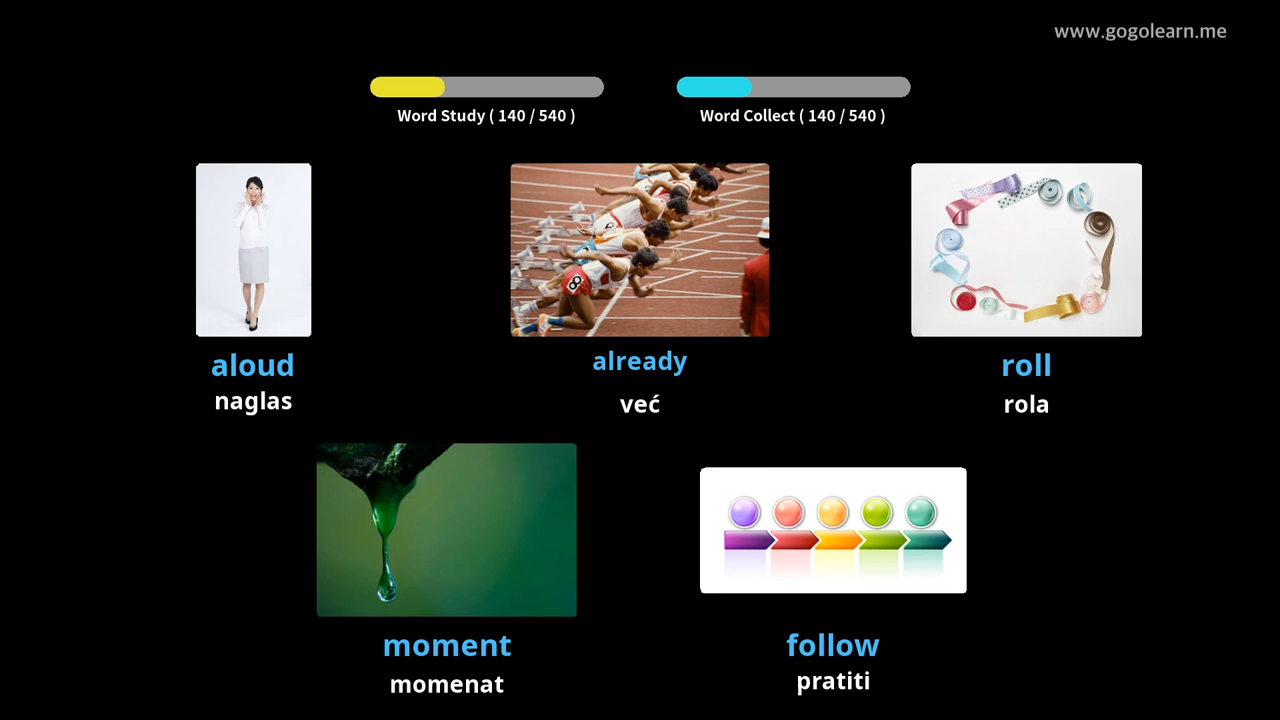 www.gogolearn.me
Word Study ( 140 / 540 )
Word Collect ( 140 / 540 )
aloud
naglas
already
već
roll
rola
8
moment
momenat
follow
pratiti